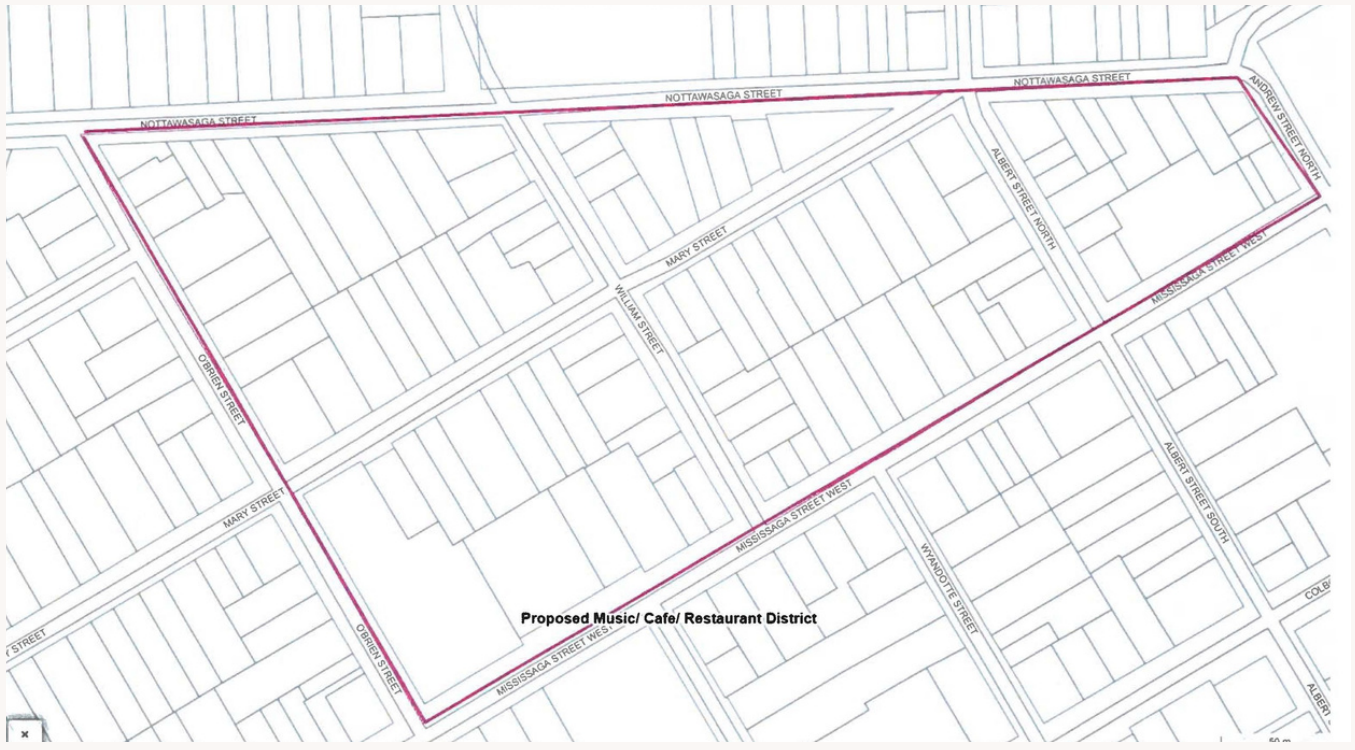 NOTTAWASAGA STREET
NOTTAWASAGA STREET
NOTTAWASAGA STREET
ANDREW STREET NORTH
ALBERT STREET NORTH
MARY STREET
MISSISSAGA STREET WEST
WILLIAM STREET
O'BRIEN STREET
ALBERT STREET SOUTH
MISSISSAGA STREET WEST
MARY STREET
WYANDOTTE STREET
COLB
Proposed Music/ Cafe/ Restaurant District
STREET
O'BRIEN STREET
MISSISSAGA STREET WEST
ALBERT
x
50 m